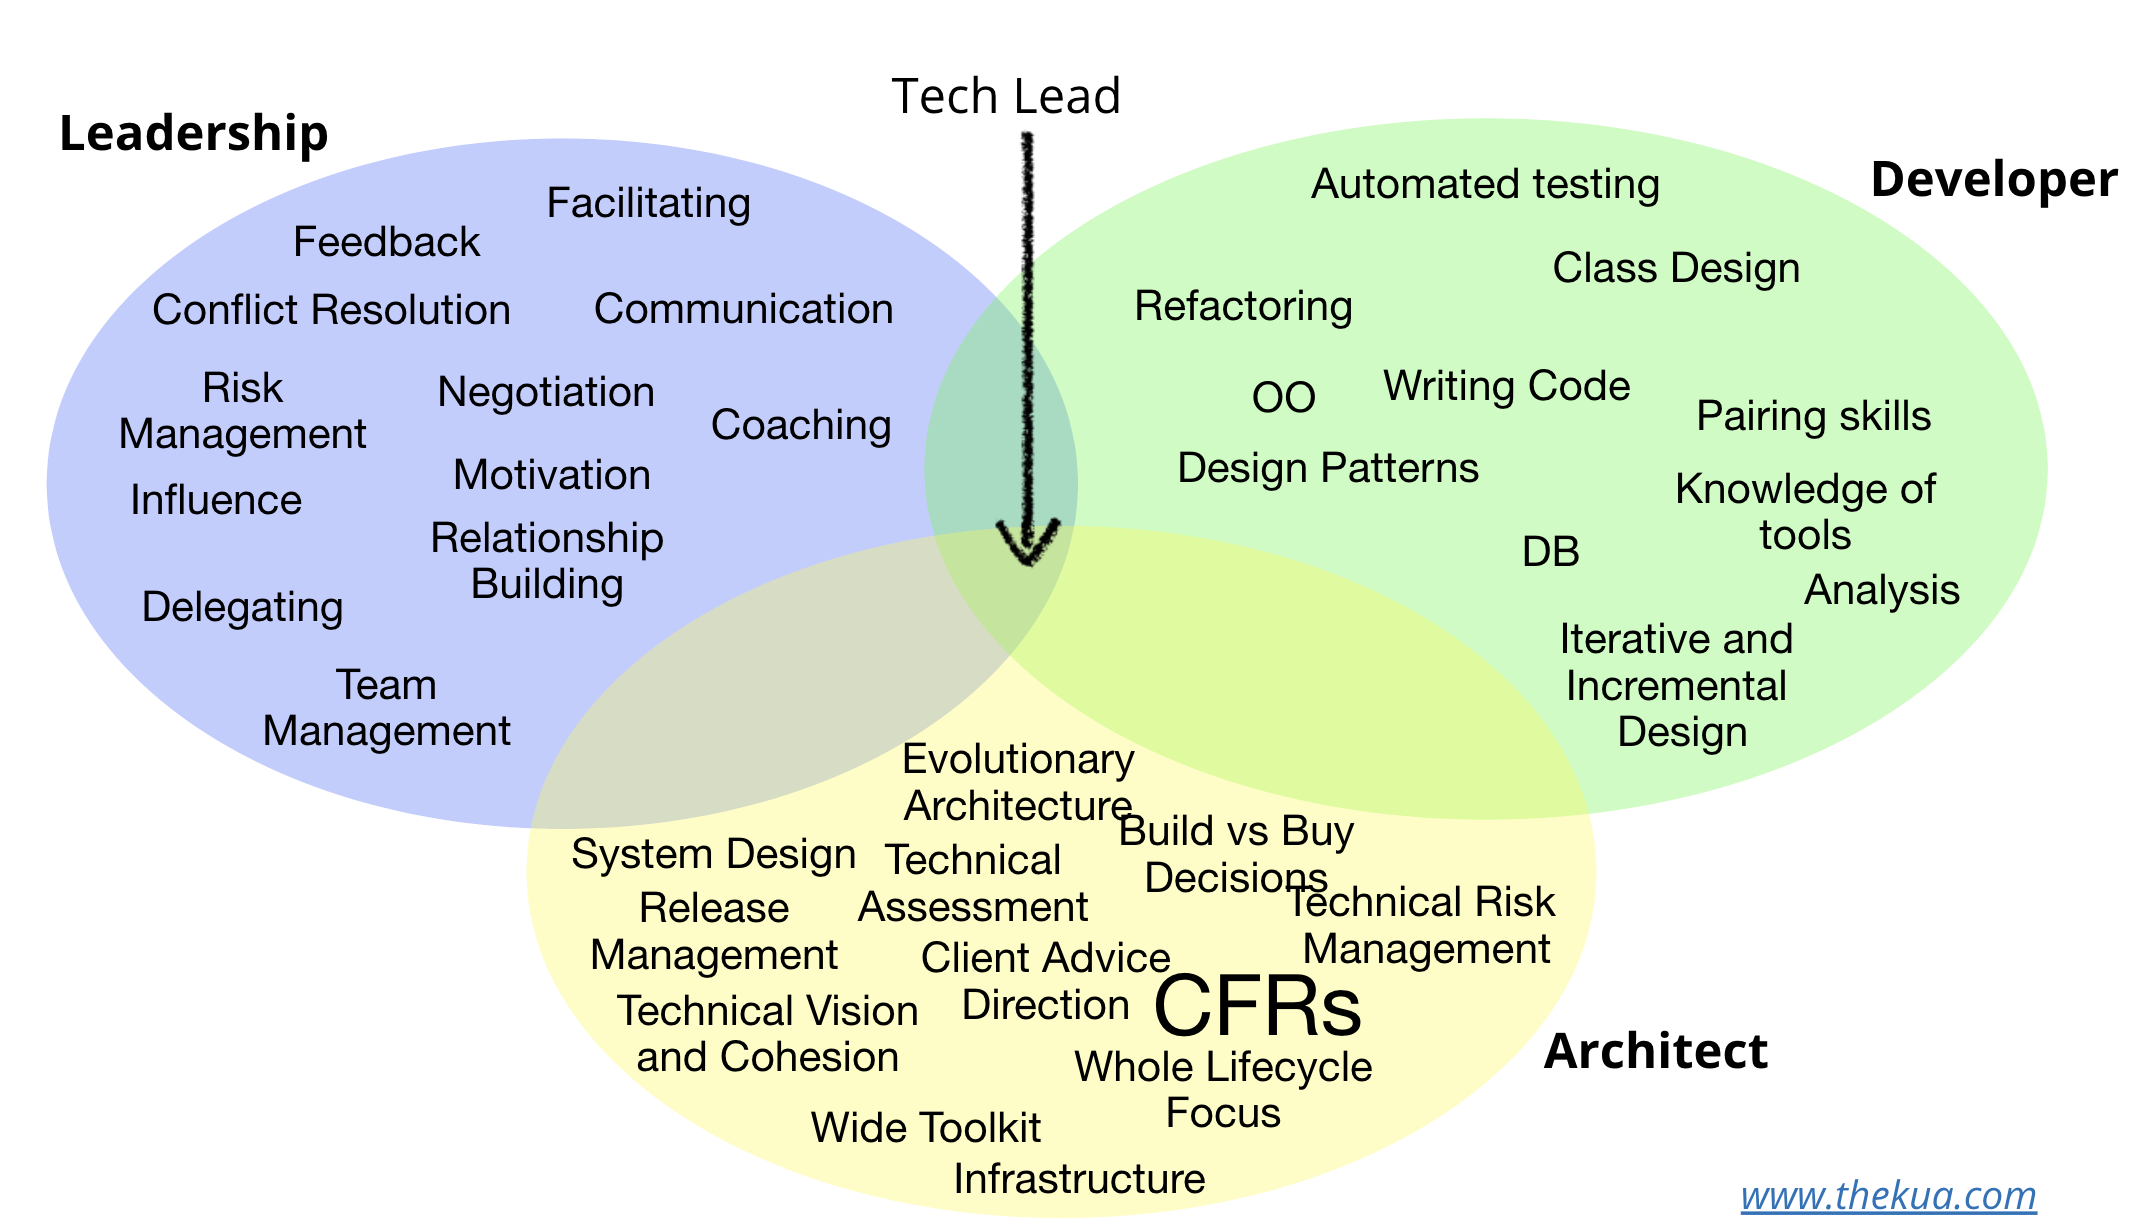 Tech Lead
Leadership
Facilitating
Feedback
Conflict Resolution
Communication
Risk
Management
Negotiation
Coaching
Motivation
Influence
Relationship
Building
Delegating
Team
Management
Developer
Automated testing
Class Design
Refactoring
OO
Writing Code
Pairing skills
Design Patterns
Knowledge of
tools
DB
Analysis
Iterative and
Incremental
Design
Evolutionary
Architecture
Build vs Buy
Decisions
System Design
Technical
Assessment
Release
Management
Technical Risk
Management
Client Advice
Direction
CFRs
Technical Vision
and Cohesion
Whole Lifecycle
Focus
Wide Toolkit
Infrastructure
Architect
www.thekua.com